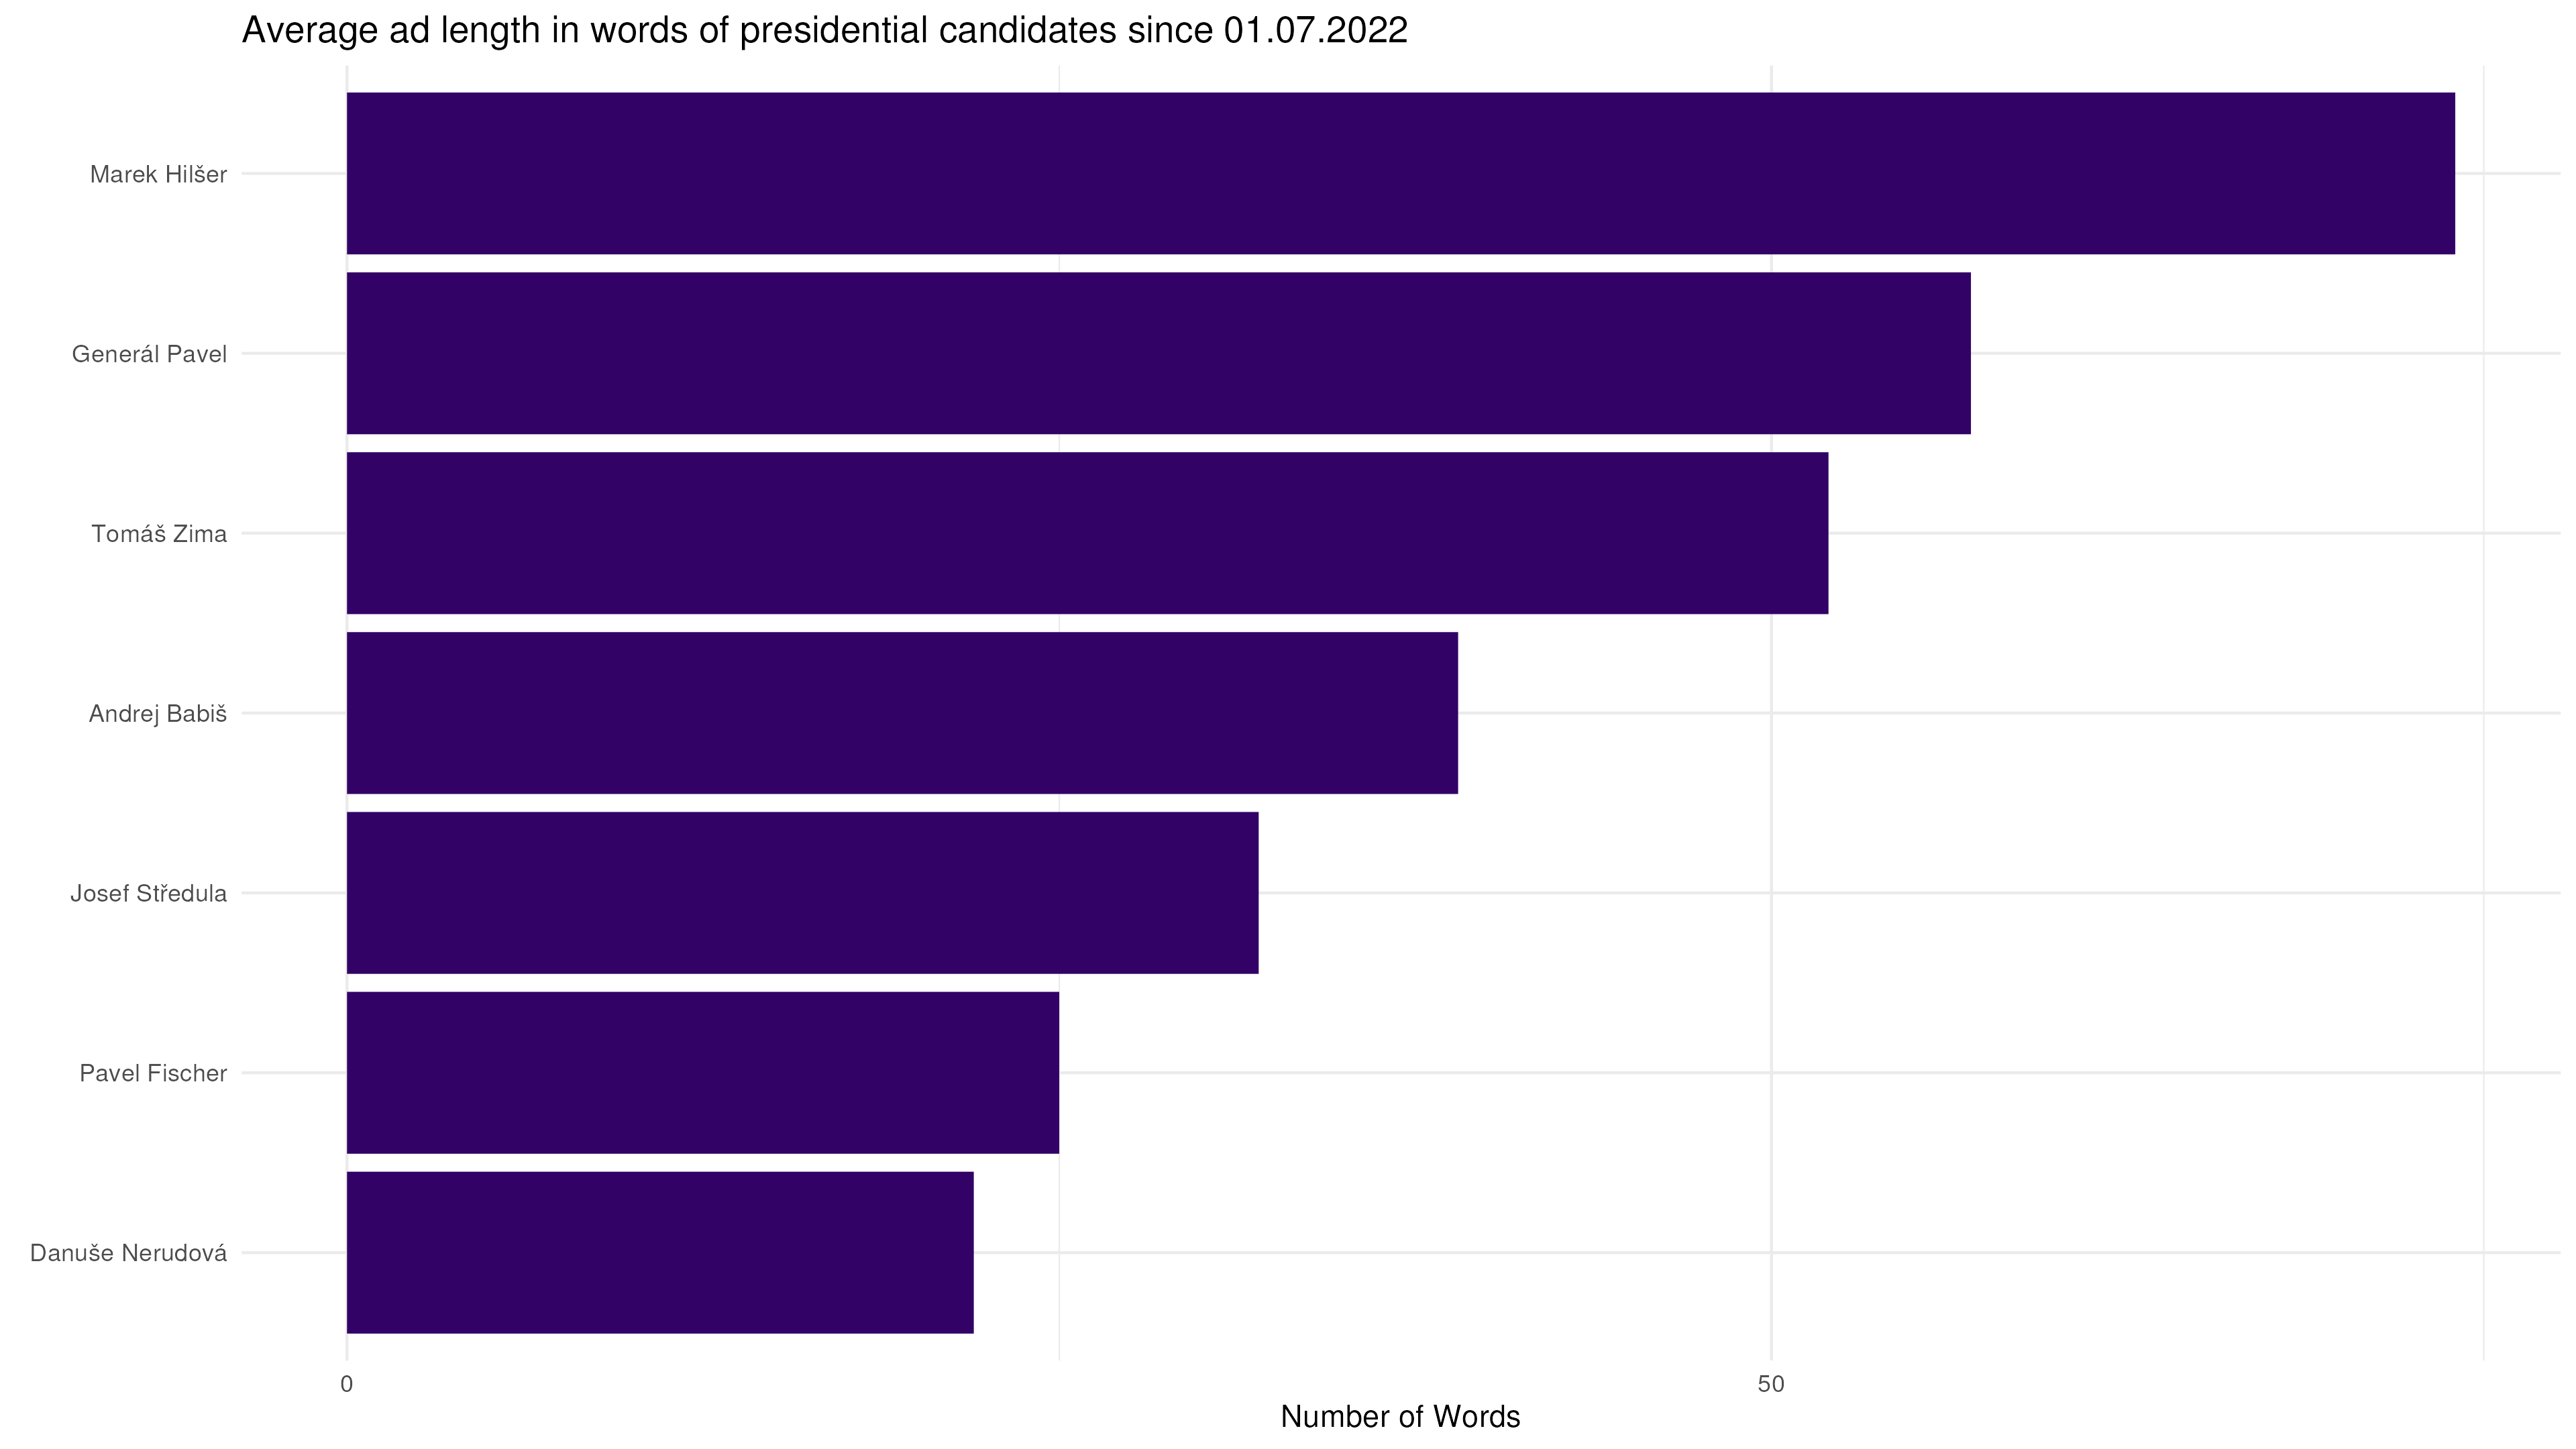 Average ad length in words of presidential candidates since 01.07.2022
Marek Hilšer
Generál Pavel
Tomáš Zima
Andrej Babiš
Josef Středula
Pavel Fischer
Danuše Nerudová
0
50
Number of Words